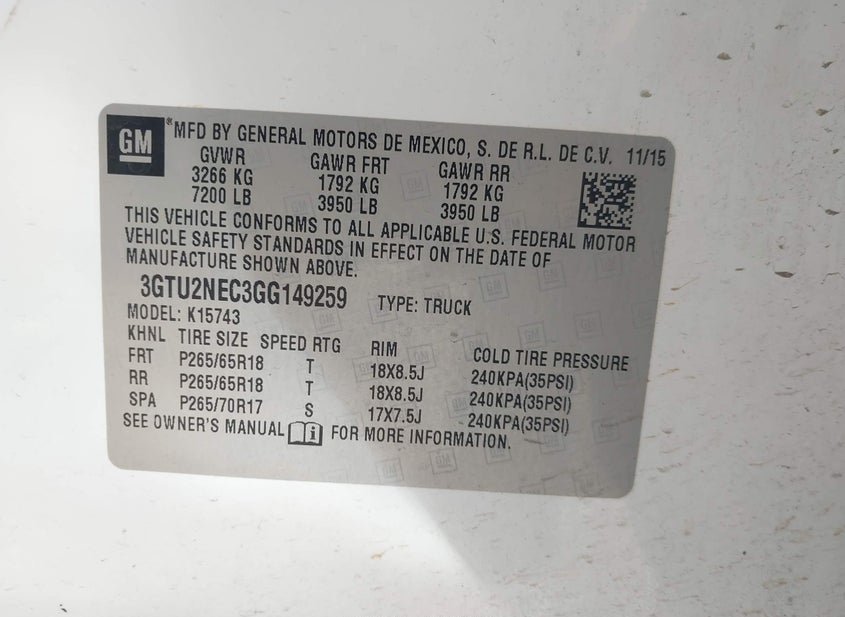 GM ®MFD BY GENERAL MOTORS DE MEXICO, S. DE R.L. DE C.V. 11/15
GVWR GAWR FRT GAWR RR
3266 KG 1792 KG 1792 KG
7200 LB 3950 LB 3950 LB
THIS VEHICLE CONFORMS TO ALL APPLICABLE U.S. FEDERAL MOTOR
VEHICLE SAFETY STANDARDS IN EFFECT ON THE DATE OF
MANUFACTURE SHOWN ABOVE.
3GTU2NEC3GG149259 TYPE: TRUCK
MODEL: K15743
KHNL TIRE SIZE SPEED RTG RIM COLD TIRE PRESSURE
FRT P265/65R18 T 18X8.5J 240KPA(35PSI)
RR P265/65R18 T 18X8.5J 240KPA(35PSI)
SPA P265/70R17 S 17X7.5J 240KPA(35PSI)
SEE OWNER'S MANUAL FOR MORE INFORMATION.